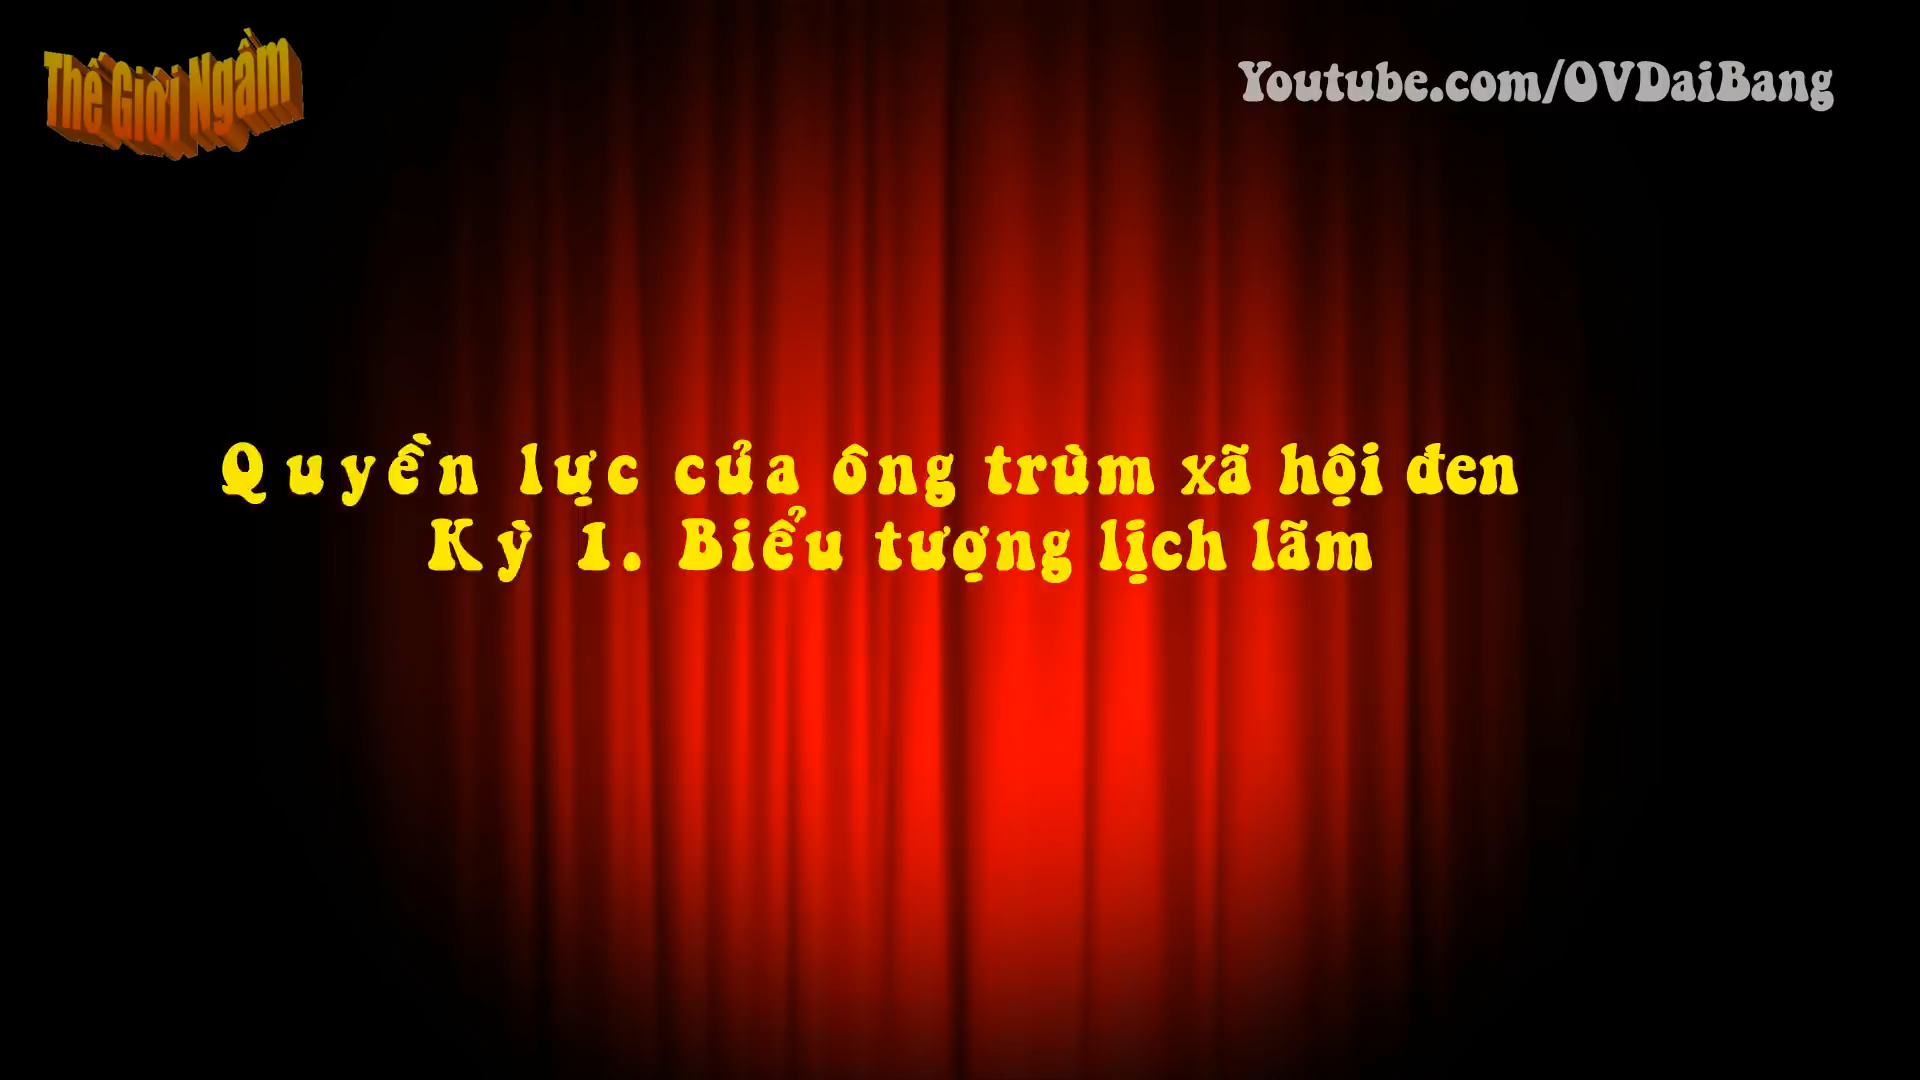 Thế Giới Ngầm
Youtube.com/OVDaiBang
Quyền lực của ông trùm xã hội đen
Kỳ 1. Biểu tượng lịch lãm